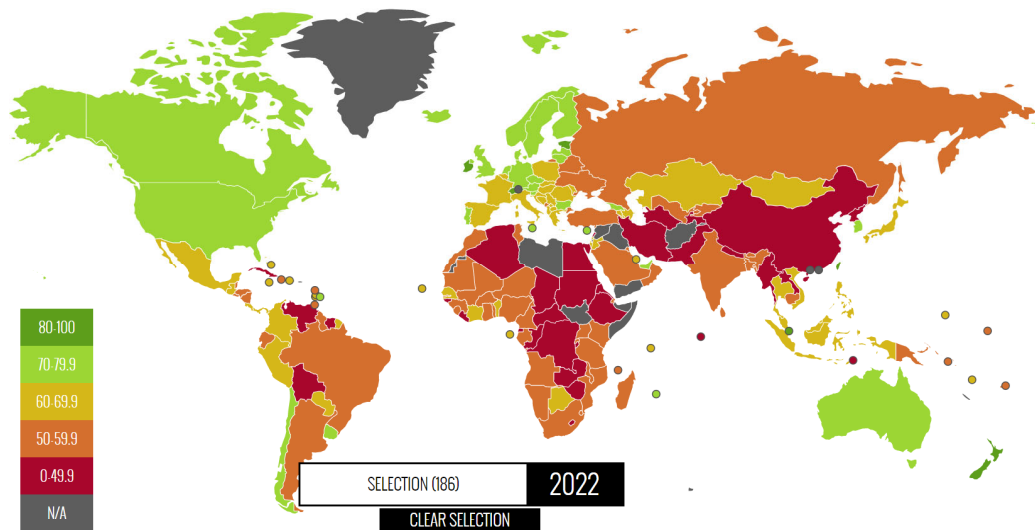 80-100
70-79.9
60-69.9
50-59.9
0-49.9
N/A
SELECTION (186)
2022
CLEAR SELECTION